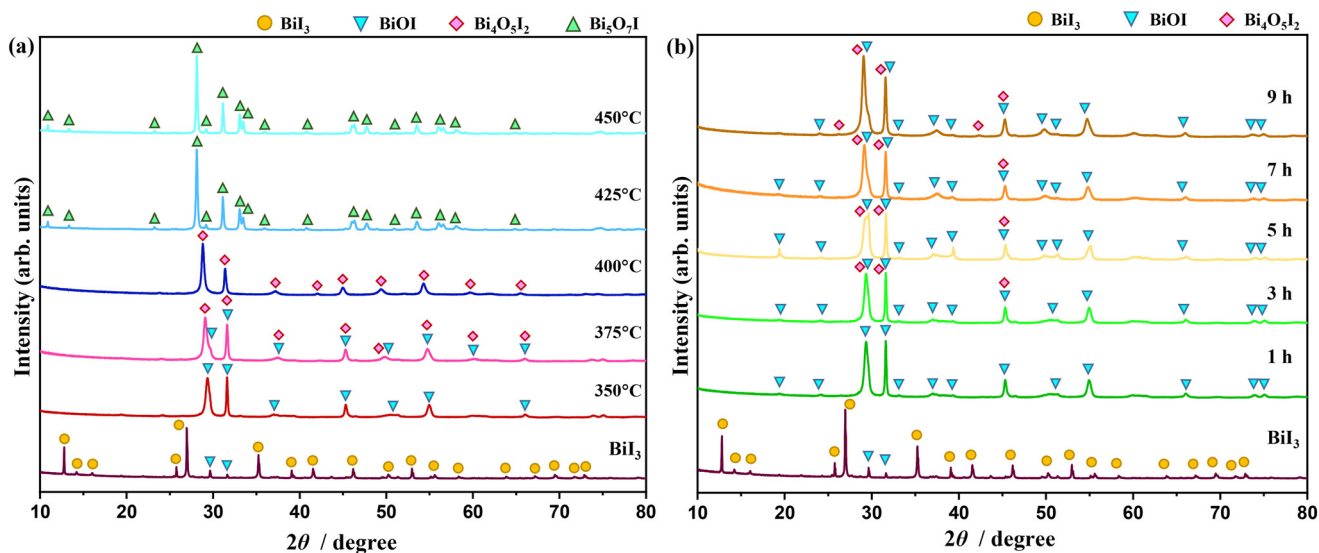 BiI₃ BiOI Bi₄O₅I₂ Bi₅O₇I
(a)
450°C
425°C
400°C
375°C
350°C
BiI₃
Intensity (arb. units)
10 20 30 40 50 60 70 80
2θ / degree
BiI₃ BiOI Bi₄O₅I₂
(b)
9 h
7 h
5 h
3 h
1 h
BiI₃
Intensity (arb. units)
10 20 30 40 50 60 70 80
2θ / degree